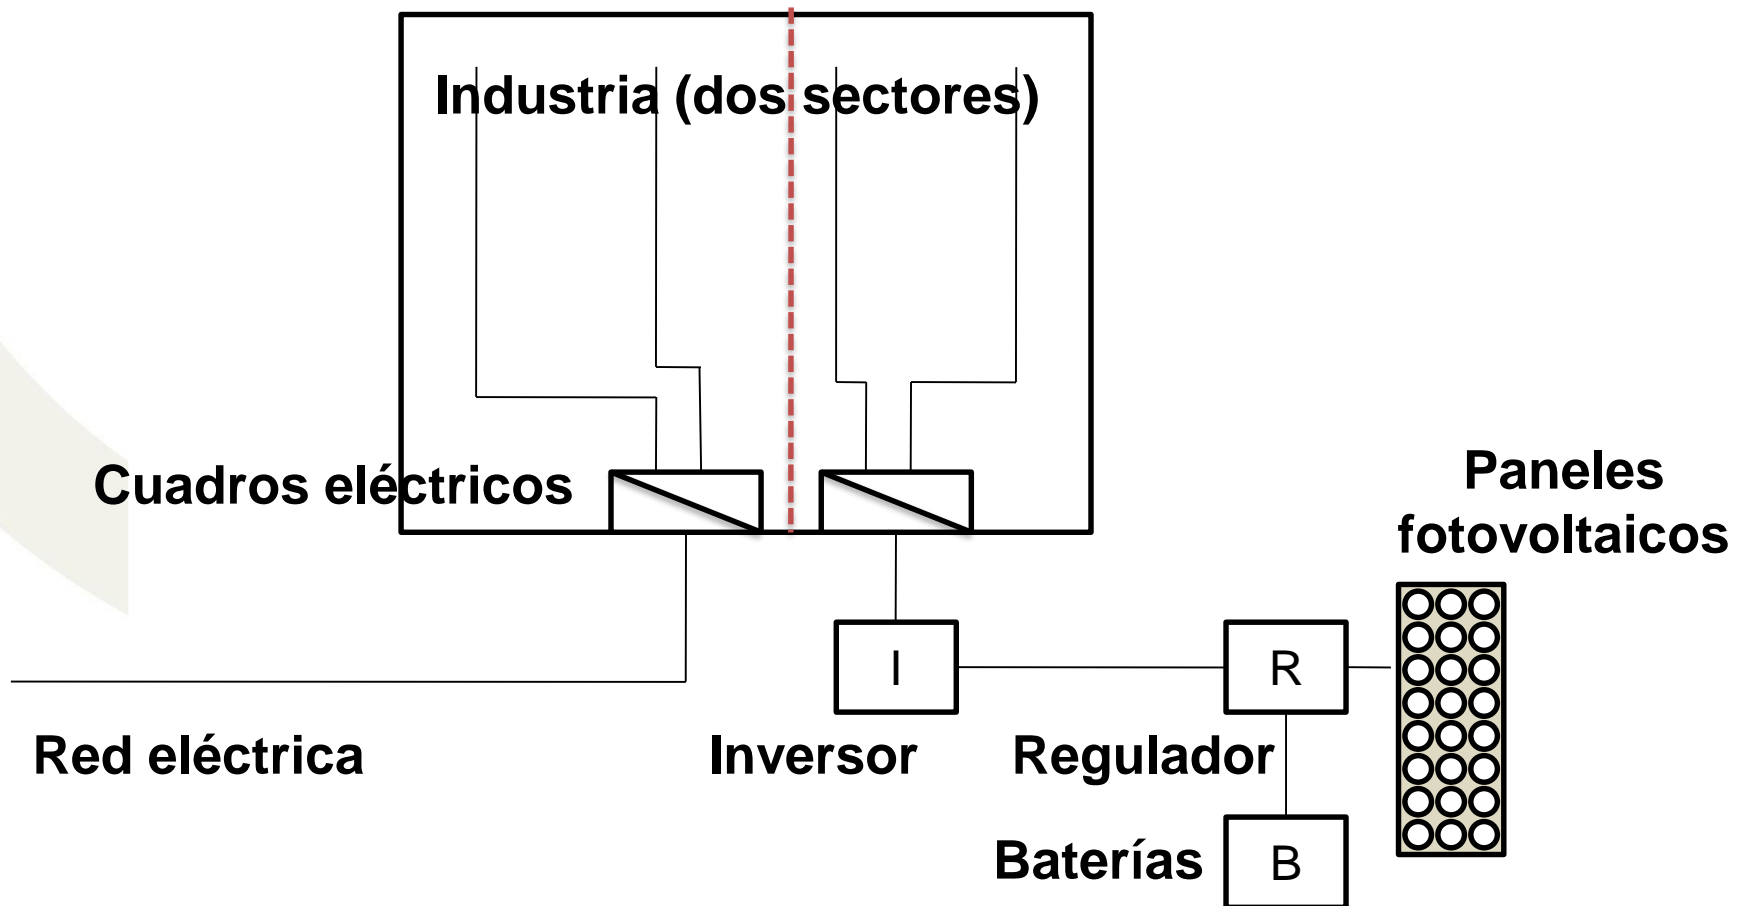 Industria (dos sectores)
Cuadros eléctricos
Paneles
fotovoltaicos
I
R
Red eléctrica
Inversor
Regulador
Baterías
B